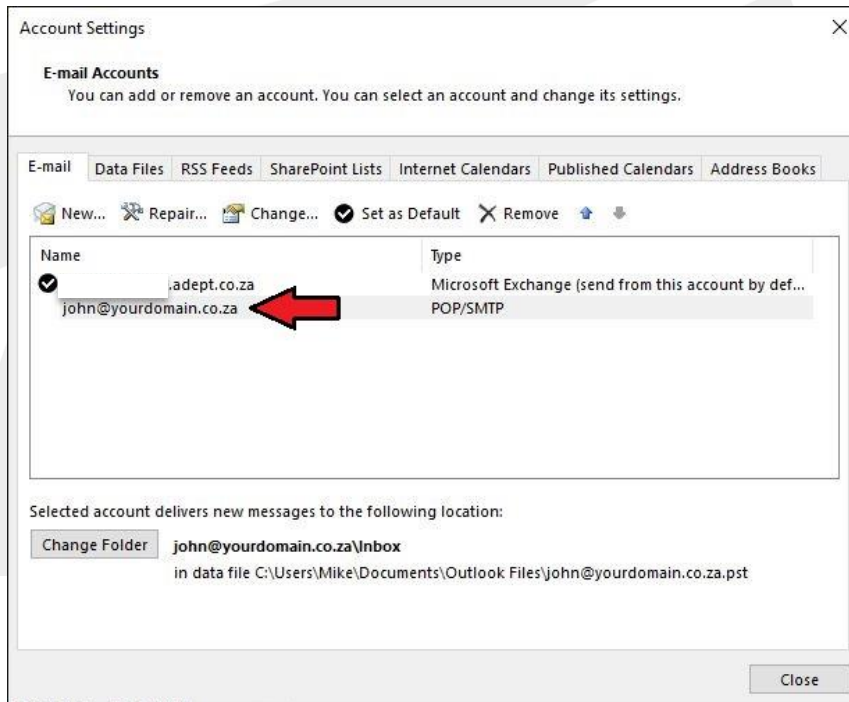 Account Settings
E-mail Accounts
You can add or remove an account. You can select an account and change its settings.
E-mail Data Files RSS Feeds SharePoint Lists Internet Calendars Published Calendars Address Books
New... Repair... Change... Set as Default Remove
Name Type
.adept.co.za Microsoft Exchange (send from this account by def...
john@yourdomain.co.za POP/SMTP
Selected account delivers new messages to the following location:
Change Folder john@yourdomain.co.za\Inbox
in data file C:\Users\Mike\Documents\Outlook Files\john@yourdomain.co.za.pst
Close